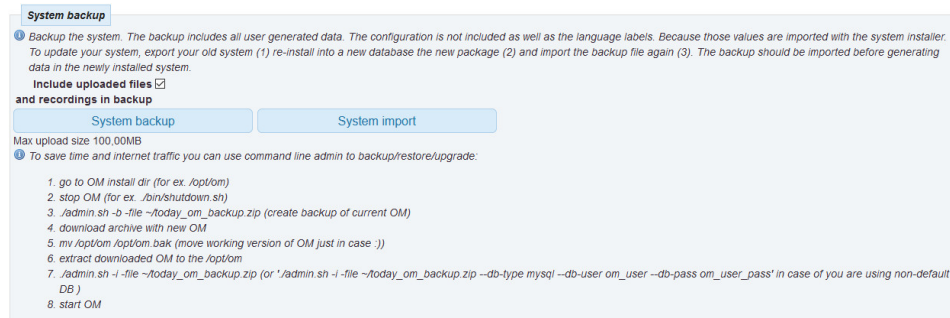 System backup
Backup the system. The backup includes all user generated data. The configuration is not included as well as the language labels. Because those values are imported with the system installer.
To update your system, export your old system (1) re-install into a new database the new package (2) and import the backup file again (3). The backup should be imported before generating
data in the newly installed system.
Include uploaded files
and recordings in backup
System backup System import
Max upload size 100,00MB
To save time and internet traffic you can use command line admin to backup/restore/upgrade:
1. go to OM install dir (for ex. /opt/om)
2. stop OM (for ex. ./bin/shutdown.sh)
3. ./admin.sh -b -file ~/today_om_backup.zip (create backup of current OM)
4. download archive with new OM
5. mv /opt/om /opt/om.bak (move working version of OM just in case :))
6. extract downloaded OM to the /opt/om
7. ./admin.sh -i -file ~/today_om_backup.zip (or './admin.sh -i -file ~/today_om_backup.zip --db-type mysql --db-user om_user --db-pass om_user_pass' in case of you are using non-default
DB )
8. start OM